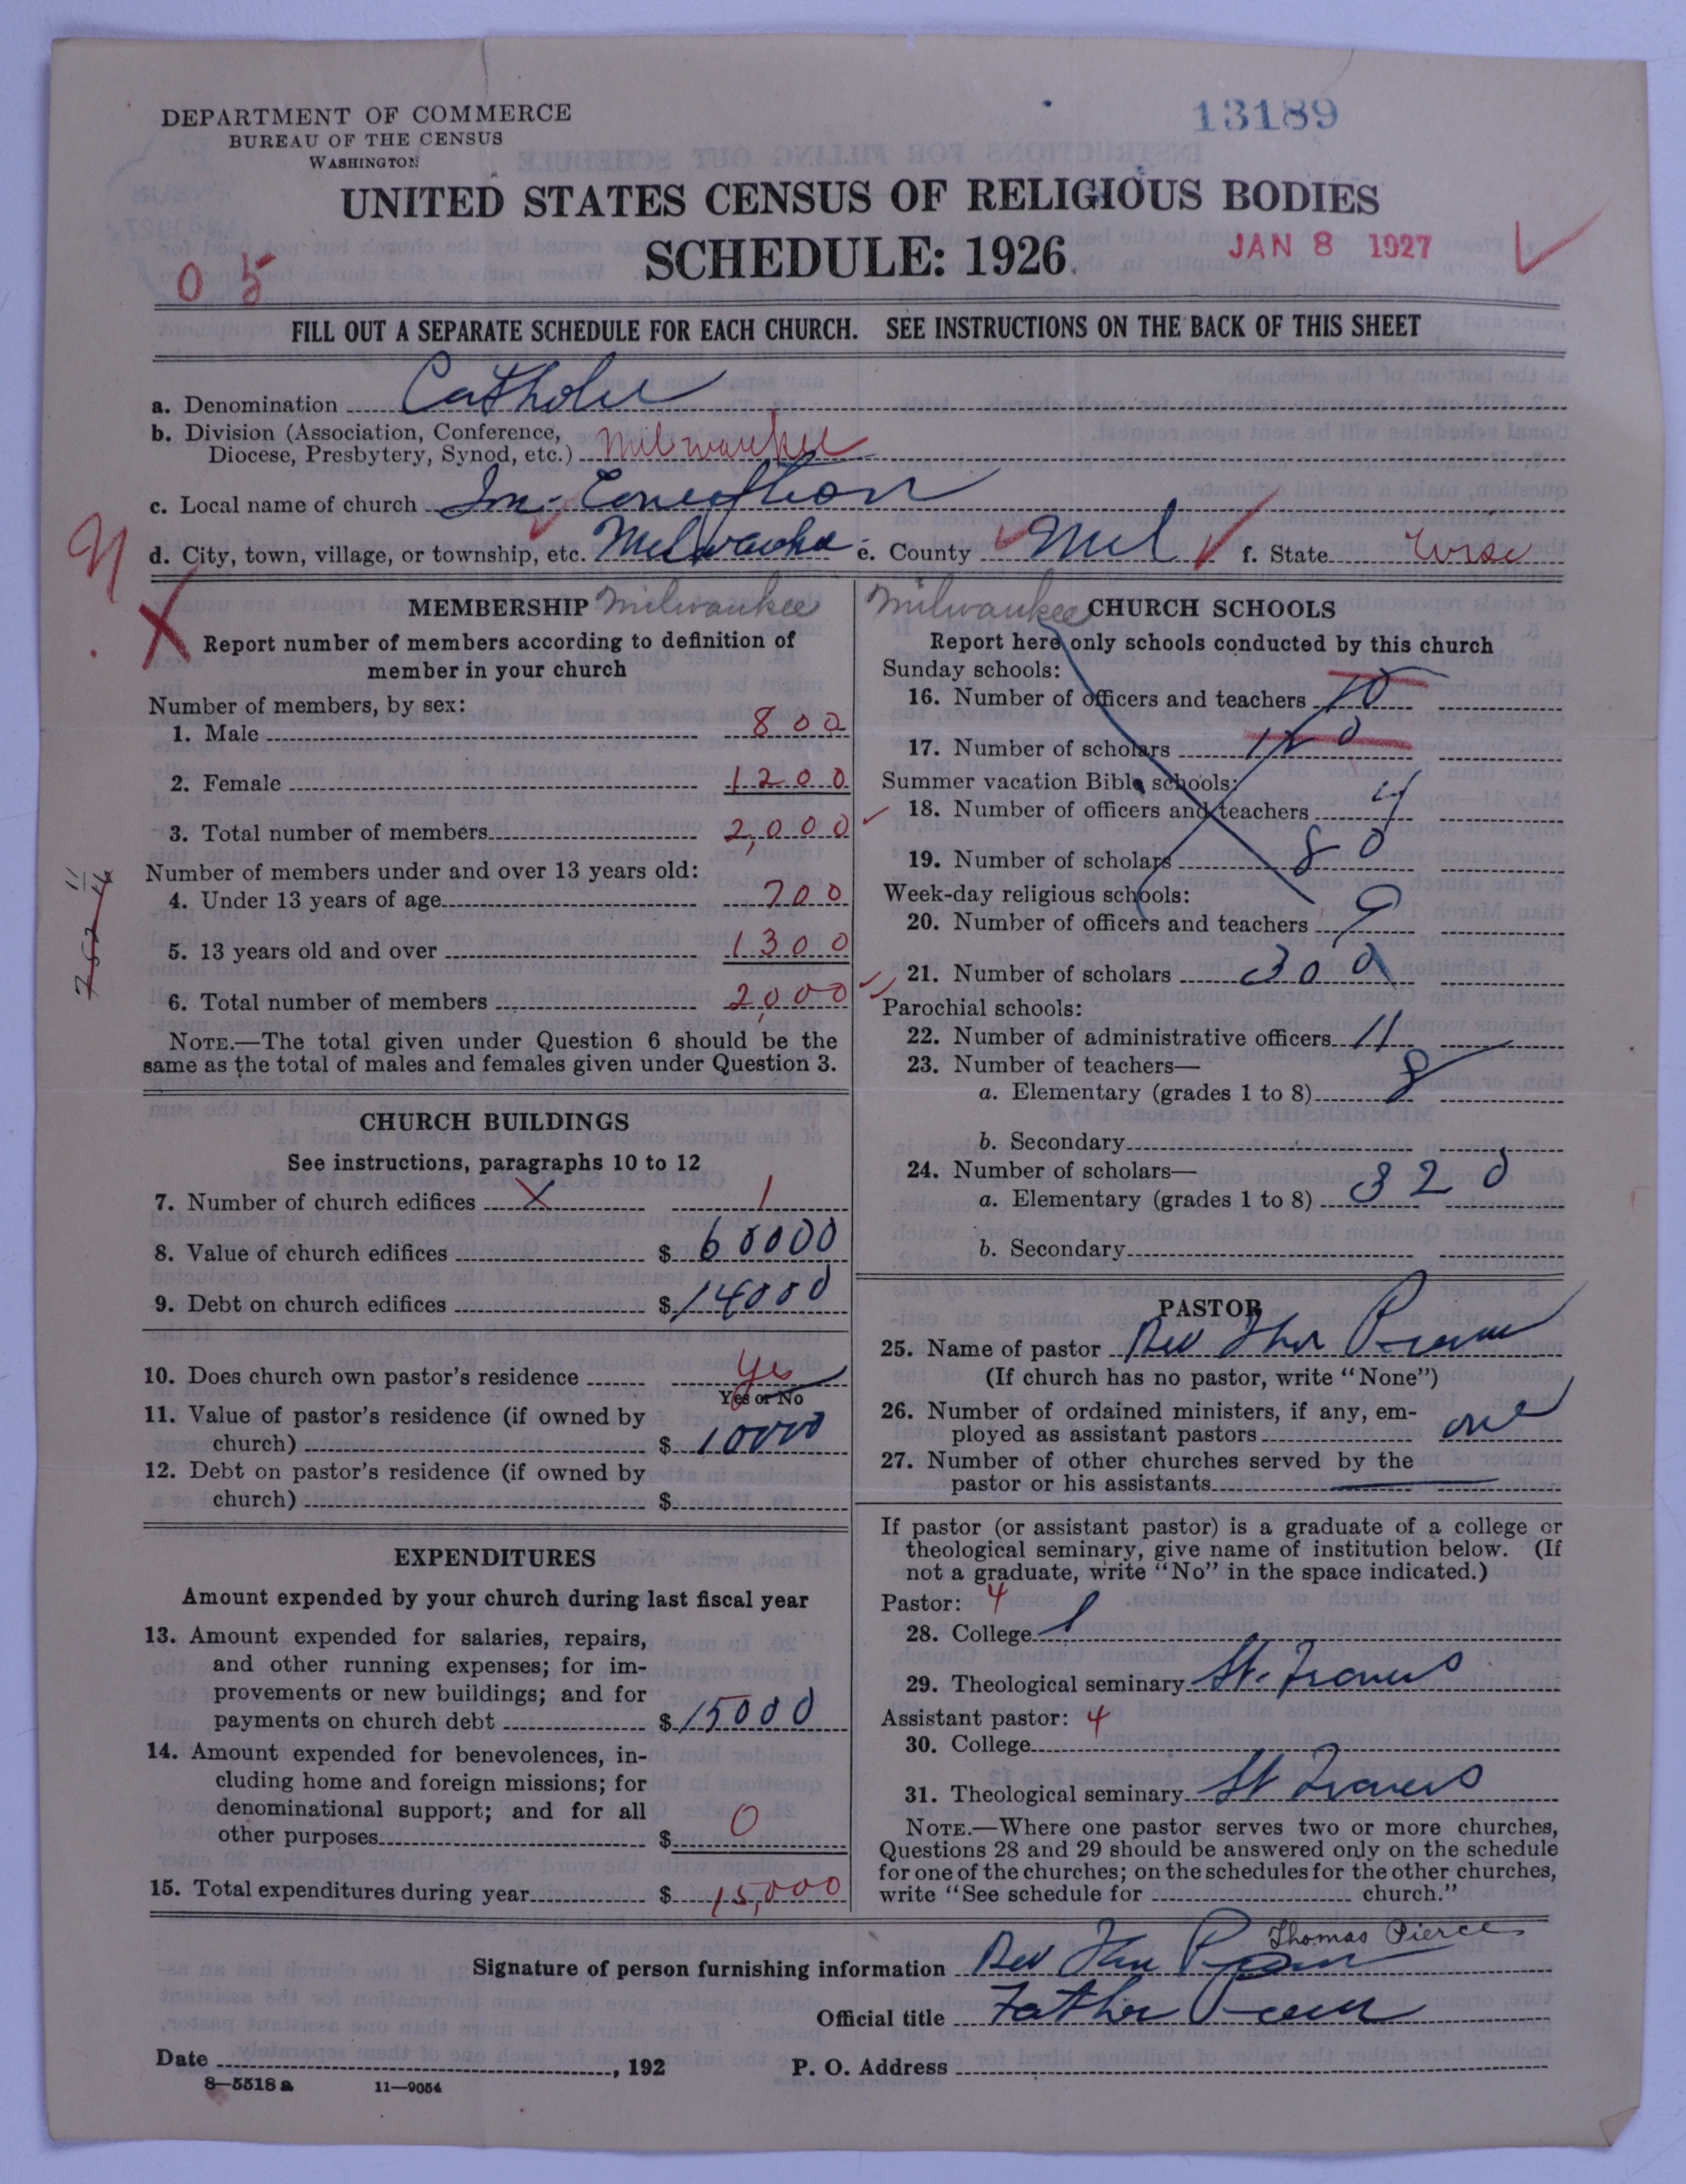 DEPARTMENT OF COMMERCE
BUREAU OF THE CENSUS
WASHINGTON
13189
UNITED STATES CENSUS OF RELIGIOUS BODIES
SCHEDULE: 1926
JAN 8 1927
05
FILL OUT A SEPARATE SCHEDULE FOR EACH CHURCH. SEE INSTRUCTIONS ON THE BACK OF THIS SHEET
a. Denomination Catholic
b. Division (Association, Conference,
Diocese, Presbytery, Synod, etc.) Milwaukee
c. Local name of church Im. Conception
d. City, town, village, or township, etc. Milwaukee e. County Mil f. State Wisc
MEMBERSHIP Milwaukee
Report number of members according to definition of
member in your church
Number of members, by sex:
1. Male 800
2. Female 1200
3. Total number of members 2,000
Number of members under and over 13 years old:
4. Under 13 years of age 700
5. 13 years old and over 1300
6. Total number of members 2,000
NOTE.—The total given under Question 6 should be the
same as the total of males and females given under Question 3.
CHURCH BUILDINGS
See instructions, paragraphs 10 to 12
7. Number of church edifices X 1
8. Value of church edifices $ 60000
9. Debt on church edifices $ 14000
10. Does church own pastor's residence yes
Yes or No
11. Value of pastor's residence (if owned by
church) $ 10000
12. Debt on pastor's residence (if owned by
church) $
EXPENDITURES
Amount expended by your church during last fiscal year
13. Amount expended for salaries, repairs,
and other running expenses; for im-
provements or new buildings; and for
payments on church debt $ 15000
14. Amount expended for benevolences, in-
cluding home and foreign missions; for
denominational support; and for all
other purposes $ 0
15. Total expenditures during year $ 15,000
Milwaukee CHURCH SCHOOLS
Report here only schools conducted by this church
Sunday schools:
16. Number of officers and teachers 10
17. Number of scholars
Summer vacation Bible schools:
18. Number of officers and teachers 4
19. Number of scholars 80
Week-day religious schools:
20. Number of officers and teachers 9
21. Number of scholars 300
Parochial schools:
22. Number of administrative officers 11
23. Number of teachers—
a. Elementary (grades 1 to 8) 8
b. Secondary
24. Number of scholars—
a. Elementary (grades 1 to 8) 320
b. Secondary
PASTOR
25. Name of pastor Rev Thos Pierce
(If church has no pastor, write "None")
26. Number of ordained ministers, if any, em-
ployed as assistant pastors one
27. Number of other churches served by the
pastor or his assistants
If pastor (or assistant pastor) is a graduate of a college or
theological seminary, give name of institution below. (If
not a graduate, write "No" in the space indicated.)
Pastor: 4
28. College
29. Theological seminary St. Francis
Assistant pastor: 4
30. College
31. Theological seminary St Francis
NOTE.—Where one pastor serves two or more churches,
Questions 28 and 29 should be answered only on the schedule
for one of the churches; on the schedules for the other churches,
write "See schedule for church."
Thomas Pierce
Signature of person furnishing information Rev Thos Pierce
Official title Father Pierce
Date , 192 P. O. Address
8—5518 a 11—9054